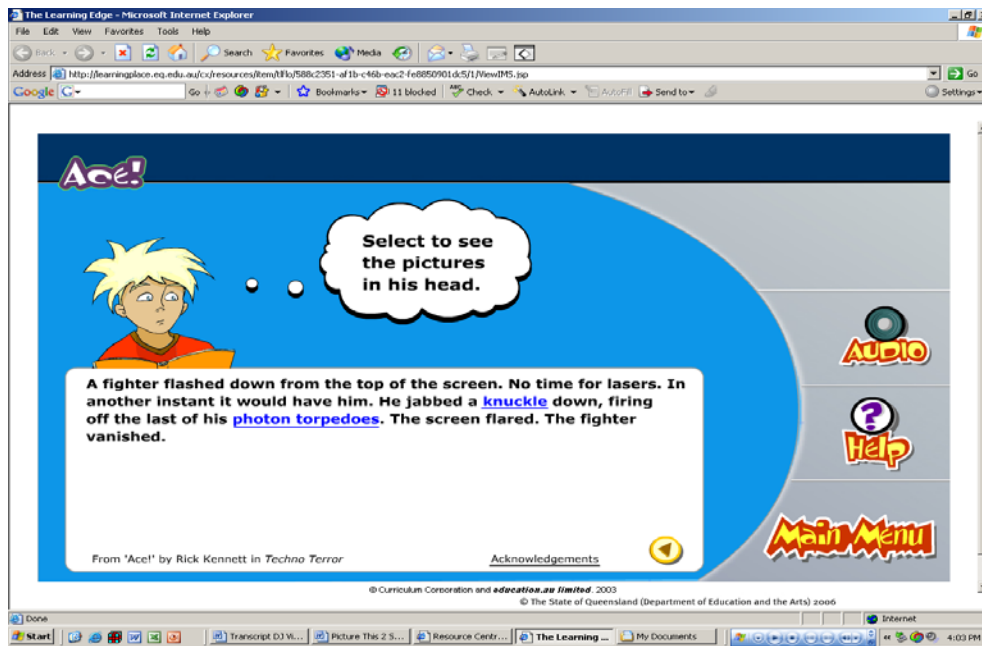 The Learning Edge - Microsoft Internet Explorer
File Edit View Favorites Tools Help
Back Search Favorites Media
Address http://learningplace.eq.edu.au/cx/resources/item/tlflo/588c2351-af1b-c46b-eac2-fe8850901dc5/1/ViewIMS.jsp Go
Google G Go Bookmarks 11 blocked Check AutoLink AutoFill Send to Settings
Ace!
Select to see
the pictures
in his head.
AUDIO
A fighter flashed down from the top of the screen. No time for lasers. In
another instant it would have him. He jabbed a knuckle down, firing
off the last of his photon torpedoes. The screen flared. The fighter
vanished.
Help
Main Menu
From 'Ace!' by Rick Kennett in Techno Terror Acknowledgements
© Curriculum Corporation and education.au limited. 2003
© The State of Queensland (Department of Education and the Arts) 2006
Done Internet
Start Transcript DJ Vi... Picture This 2 S... Resource Centr... The Learning ... My Documents 4:03 PM